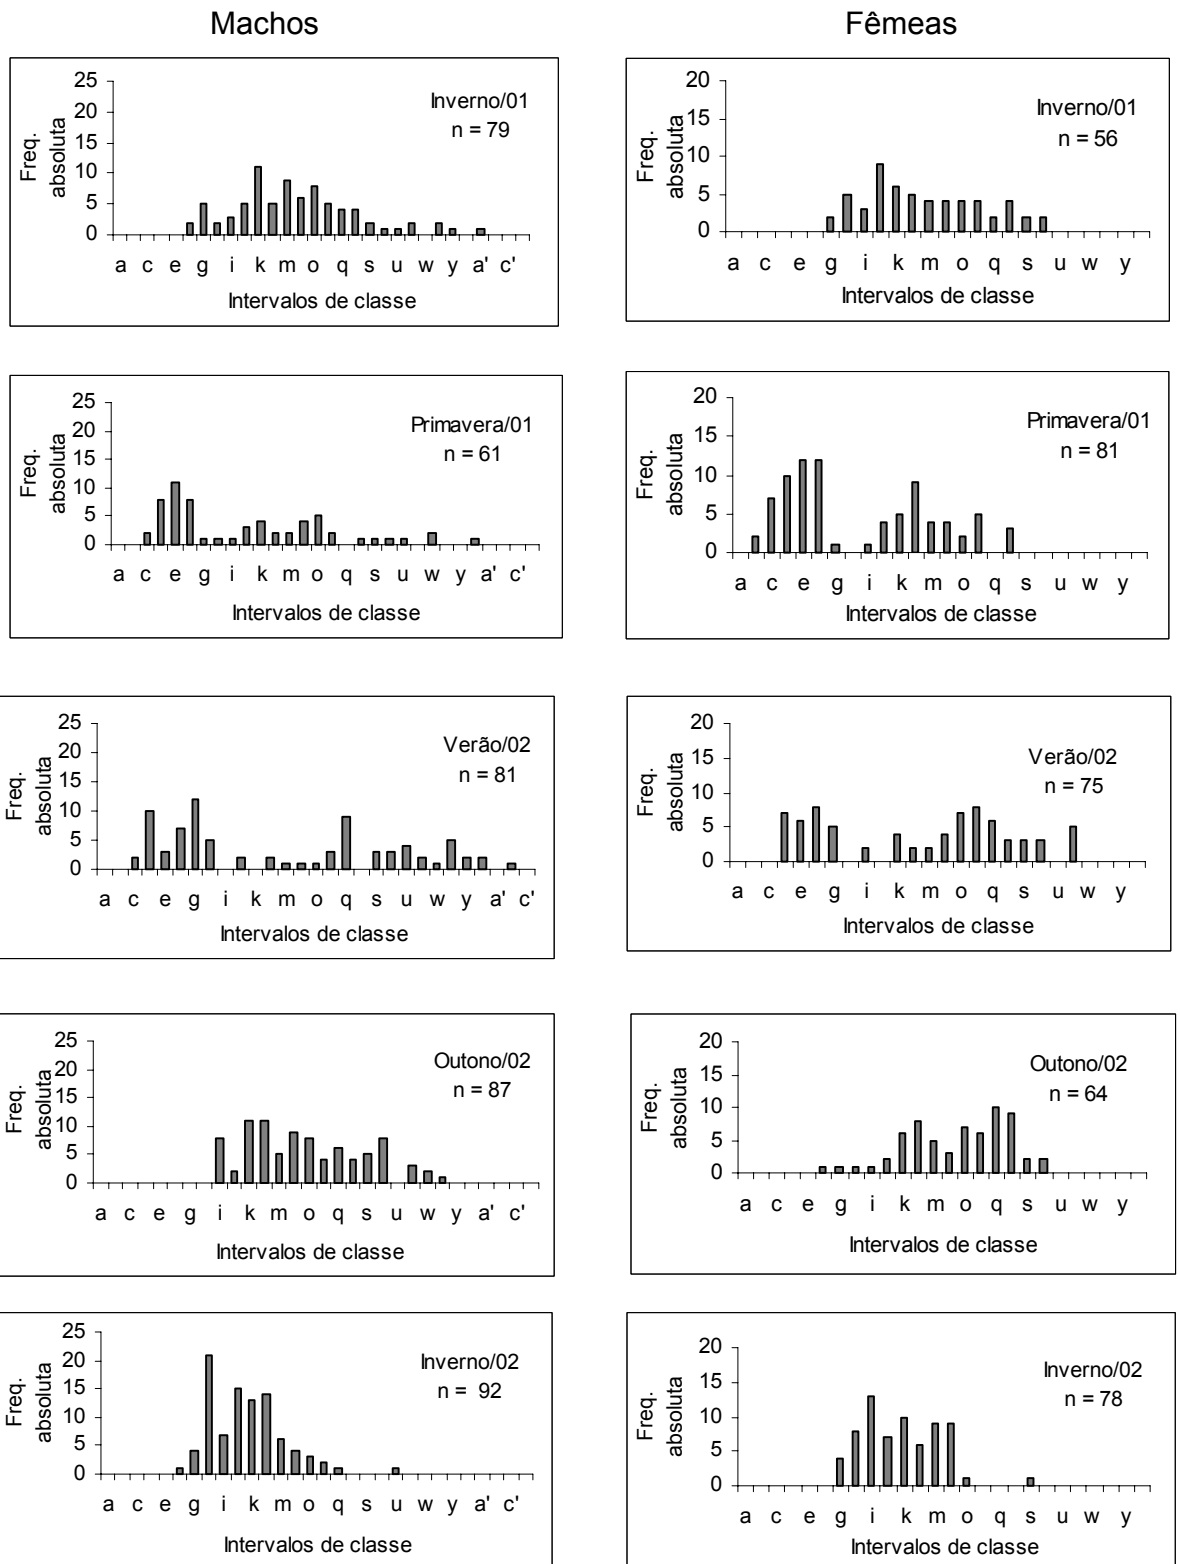 Machos
Fêmeas
25
20
15
10
5
0
Freq.
absoluta
Inverno/01
n = 79
a c e g i k m o q s u w y a' c'
Intervalos de classe
20
15
10
5
0
Freq.
absoluta
Inverno/01
n = 56
a c e g i k m o q s u w y
Intervalos de classe
25
20
15
10
5
0
Freq.
absoluta
Primavera/01
n = 61
a c e g i k m o q s u w y a' c'
Intervalos de classe
20
15
10
5
0
Freq.
absoluta
Primavera/01
n = 81
a c e g i k m o q s u w y
Intervalos de classe
25
20
15
10
5
0
Freq.
absoluta
Verão/02
n = 81
a c e g i k m o q s u w y a' c'
Intervalos de classe
20
15
10
5
0
Freq.
absoluta
Verão/02
n = 75
a c e g i k m o q s u w y
Intervalos de classe
25
20
15
10
5
0
Freq.
absoluta
Outono/02
n = 87
a c e g i k m o q s u w y a' c'
Intervalos de classe
20
15
10
5
0
Freq.
absoluta
Outono/02
n = 64
a c e g i k m o q s u w y
Intervalos de classe
25
20
15
10
5
0
Freq.
absoluta
Inverno/02
n = 92
a c e g i k m o q s u w y a' c'
Intervalos de classe
20
15
10
5
0
Freq.
absoluta
Inverno/02
n = 78
a c e g i k m o q s u w y
Intervalos de classe